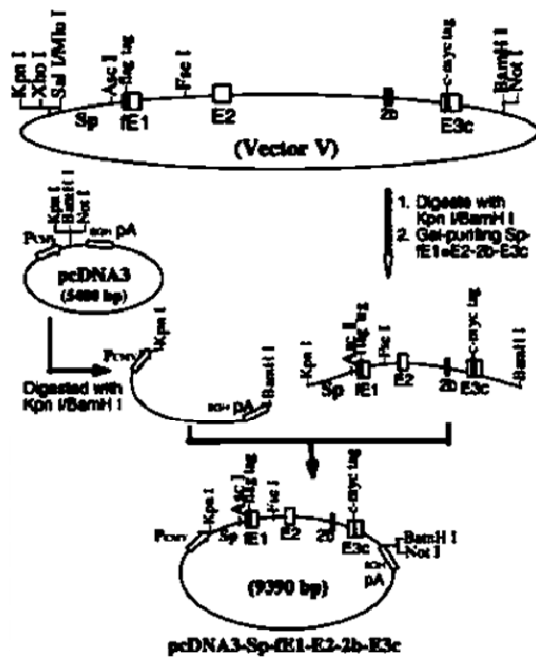 Kpn I
Xho I
Sal I/Mlu I
Asc I
flag tag
Fse I
c-myc tag
BamH I
Not I
Sp
fE1
E2
2b
E3c
(Vector V)
Kpn I
BamH I
Not I
PCMV
BGH pA
pcDNA3
(5400 bp)
1. Digeste with
Kpn I/BamH I
2. Gel-purifing Sp-
fE1-E2-2b-E3c
Digested with
Kpn I/BamH I
PCMV
Kpn I
BamH I
BGH pA
Kpn I
Asc I
flag tag
Fse I
c-myc tag
BamH I
Sp
fE1
E2
2b
E3c
PCMV
Kpn I
Asc I
flag tag
Fse I
c-myc tag
BamH I
Not I
Sp
fE1
E2
2b
E3c
BGH
pA
(9390 bp)
pcDNA3-Sp-fE1-E2-2b-E3c